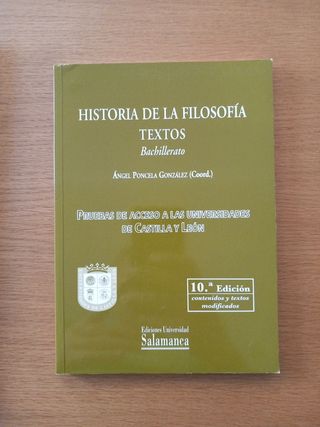 HISTORIA DE LA FILOSOFÍA
TEXTOS
Bachillerato
ÁNGEL PONCELA GONZÁLEZ (Coord.)
PRUEBAS DE ACCESO A LAS UNIVERSIDADES
DE CASTILLA Y LEÓN
10.ª Edición
contenidos y textos
modificados
Ediciones Universidad
Salamanca